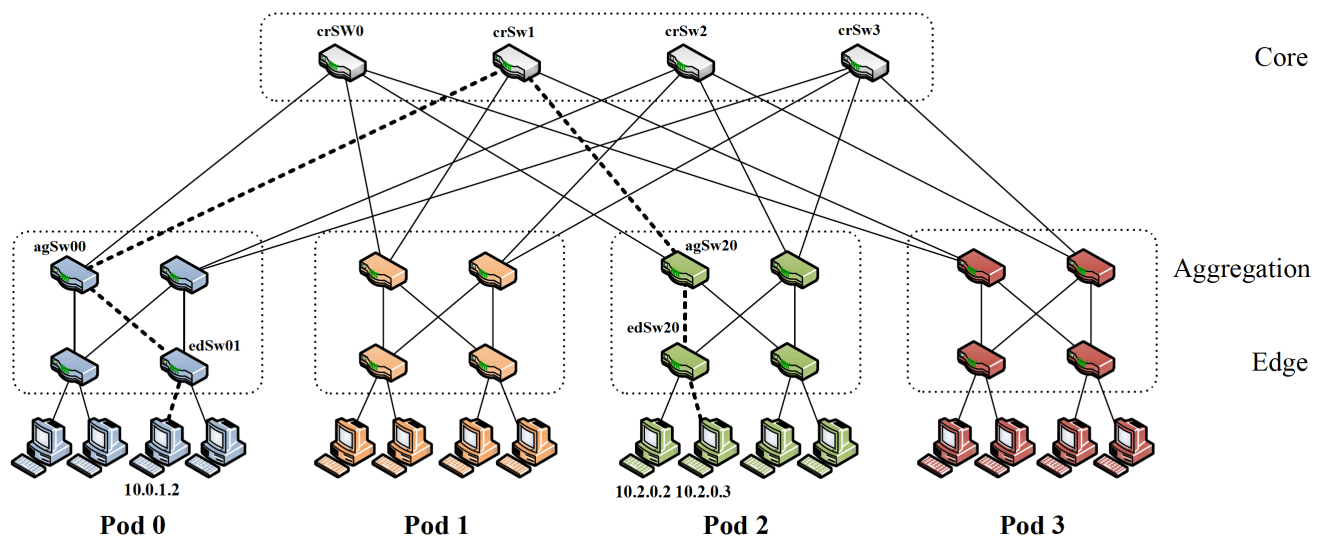 crSW0 crSw1 crSw2 crSw3
Core
agSw00 agSw20
Aggregation
edSw01 edSw20
Edge
10.0.1.2 10.2.0.2 10.2.0.3
Pod 0 Pod 1 Pod 2 Pod 3